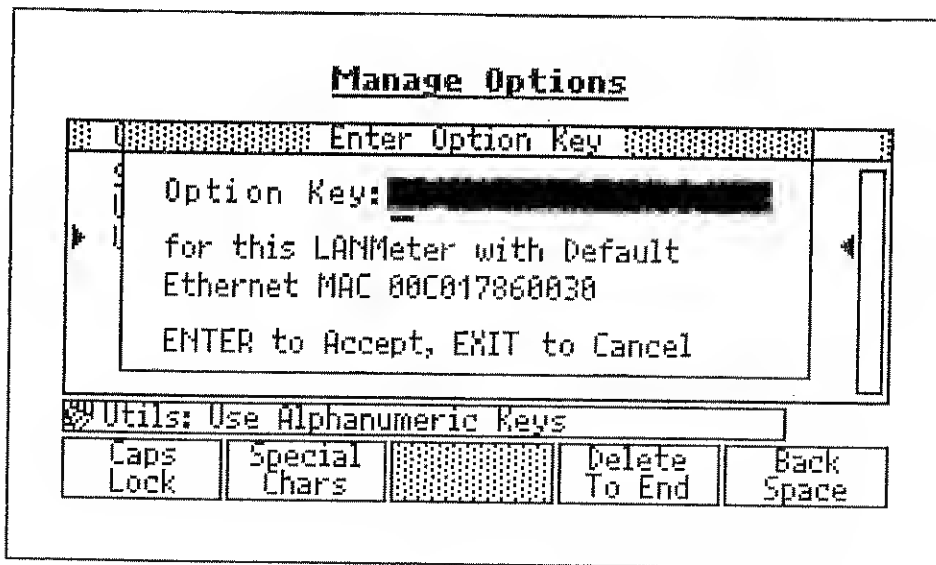 Manage Options
Enter Option Key
Option Key:
for this LANMeter with Default
Ethernet MAC 00C017860030
ENTER to Accept, EXIT to Cancel
Utils: Use Alphanumeric Keys
Caps Lock
Special Chars
Delete To End
Back Space